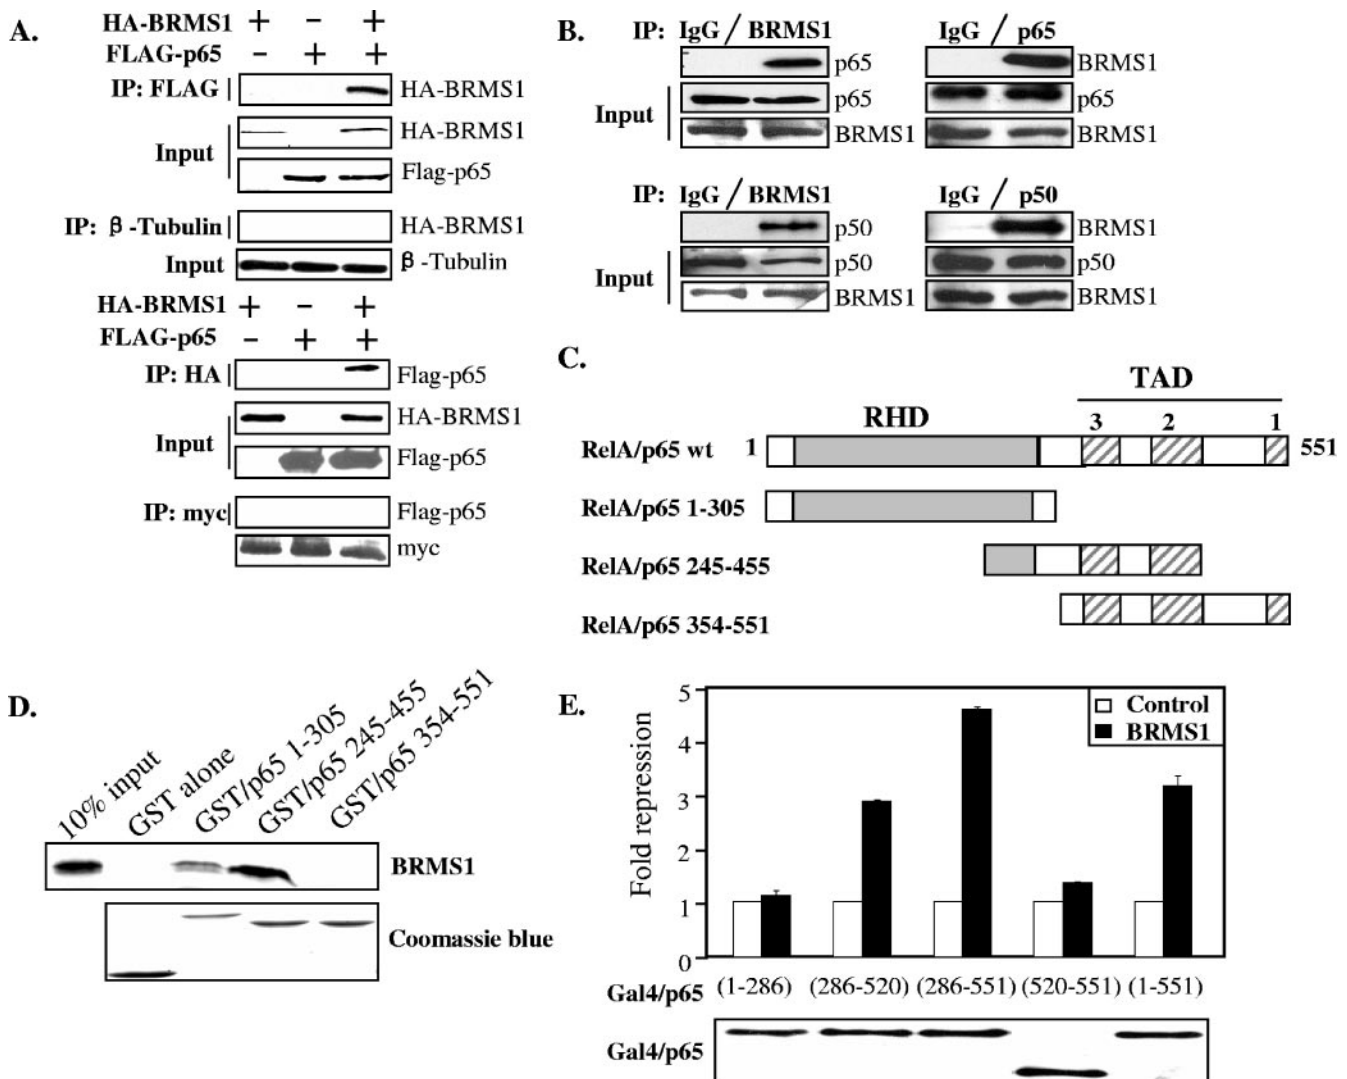 A.
HA-BRMS1 + - +
FLAG-p65 - + +
IP: FLAG HA-BRMS1
Input
HA-BRMS1
Flag-p65
IP: β-Tubulin HA-BRMS1
Input β-Tubulin
HA-BRMS1 + - +
FLAG-p65 - + +
IP: HA Flag-p65
Input
HA-BRMS1
Flag-p65
IP: myc Flag-p65
myc
B.
IP: IgG / BRMS1
p65
Input
p65
BRMS1
IgG / p65
BRMS1
p65
BRMS1
IP: IgG / BRMS1
p50
Input
p50
BRMS1
IgG / p50
BRMS1
p50
BRMS1
C.
TAD
RHD 3 2 1
RelA/p65 wt 1 551
RelA/p65 1-305
RelA/p65 245-455
RelA/p65 354-551
D.
10% input
GST alone
GST/p65 1-305
GST/p65 245-455
GST/p65 354-551
BRMS1
Coomassie blue
E.
Control
BRMS1
Fold repression
5
4
3
2
1
0
Gal4/p65 (1-286) (286-520) (286-551) (520-551) (1-551)
Gal4/p65